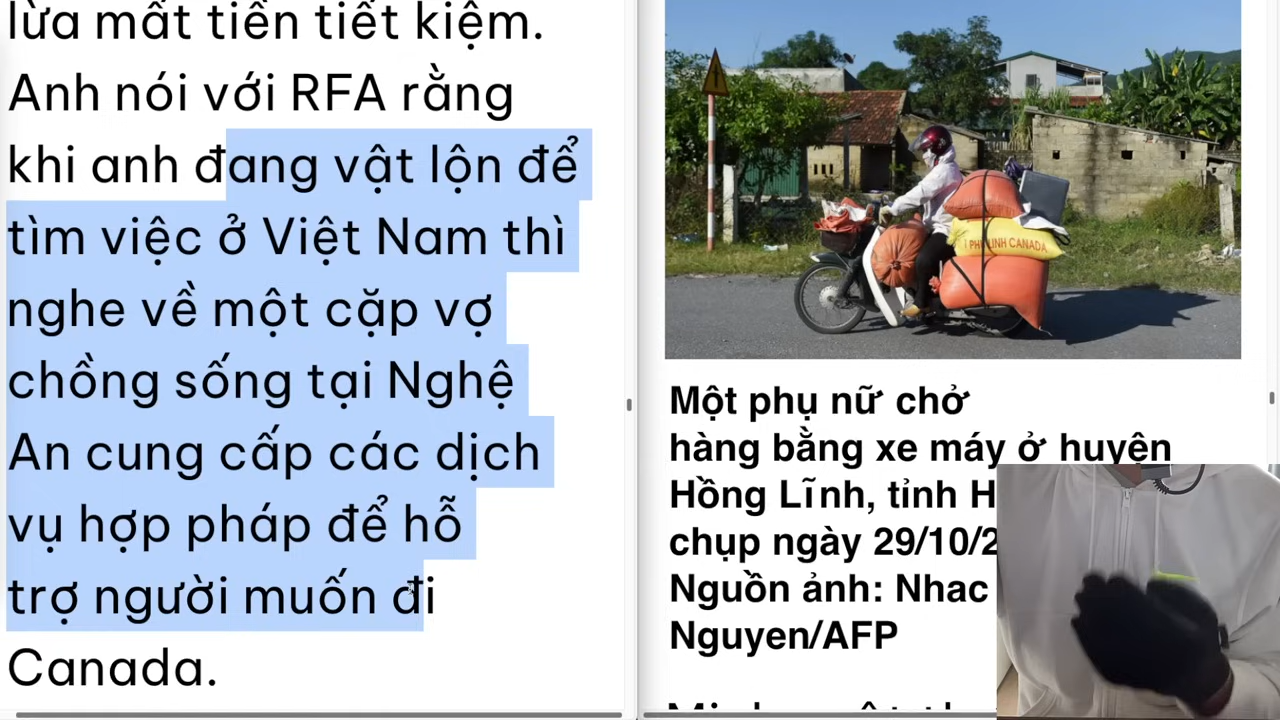 lừa mất tiền tiết kiệm.
Anh nói với RFA rằng
khi anh đang vật lộn để
tìm việc ở Việt Nam thì
nghe về một cặp vợ
chồng sống tại Nghệ
An cung cấp các dịch
vụ hợp pháp để hỗ
trợ người muốn đi
Canada.
PHI LINH CANADA
Một phụ nữ chở
hàng bằng xe máy ở huyện
Hồng Lĩnh, tỉnh H
chụp ngày 29/10/2
Nguồn ảnh: Nhac
Nguyen/AFP